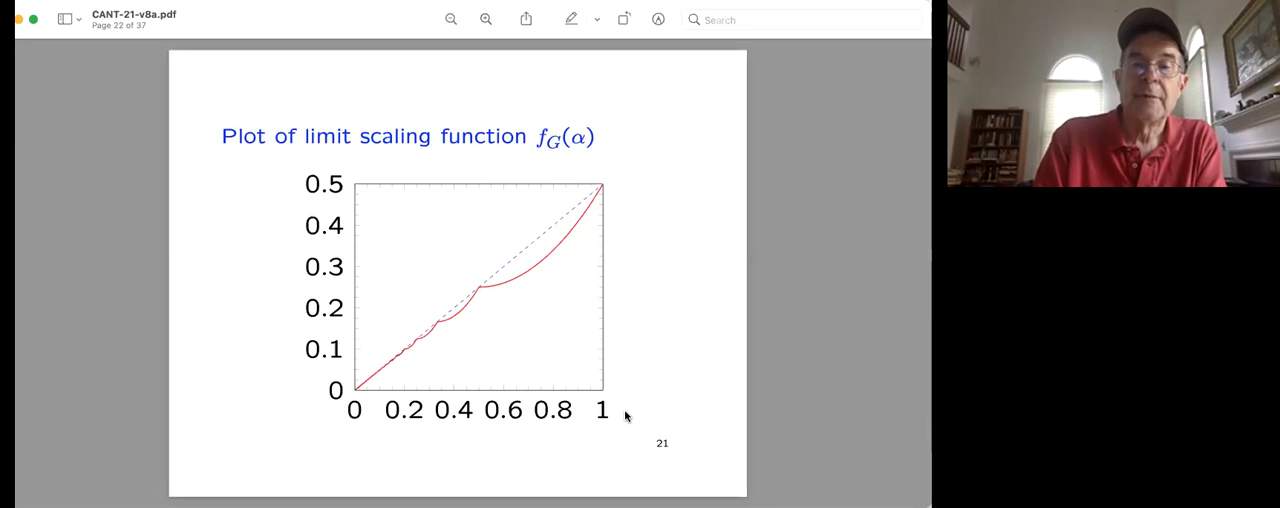 CANT-21-v8a.pdf
Page 22 of 37
Search
Plot of limit scaling function f_G(α)
0.5
0.4
0.3
0.2
0.1
0
0 0.2 0.4 0.6 0.8 1
21